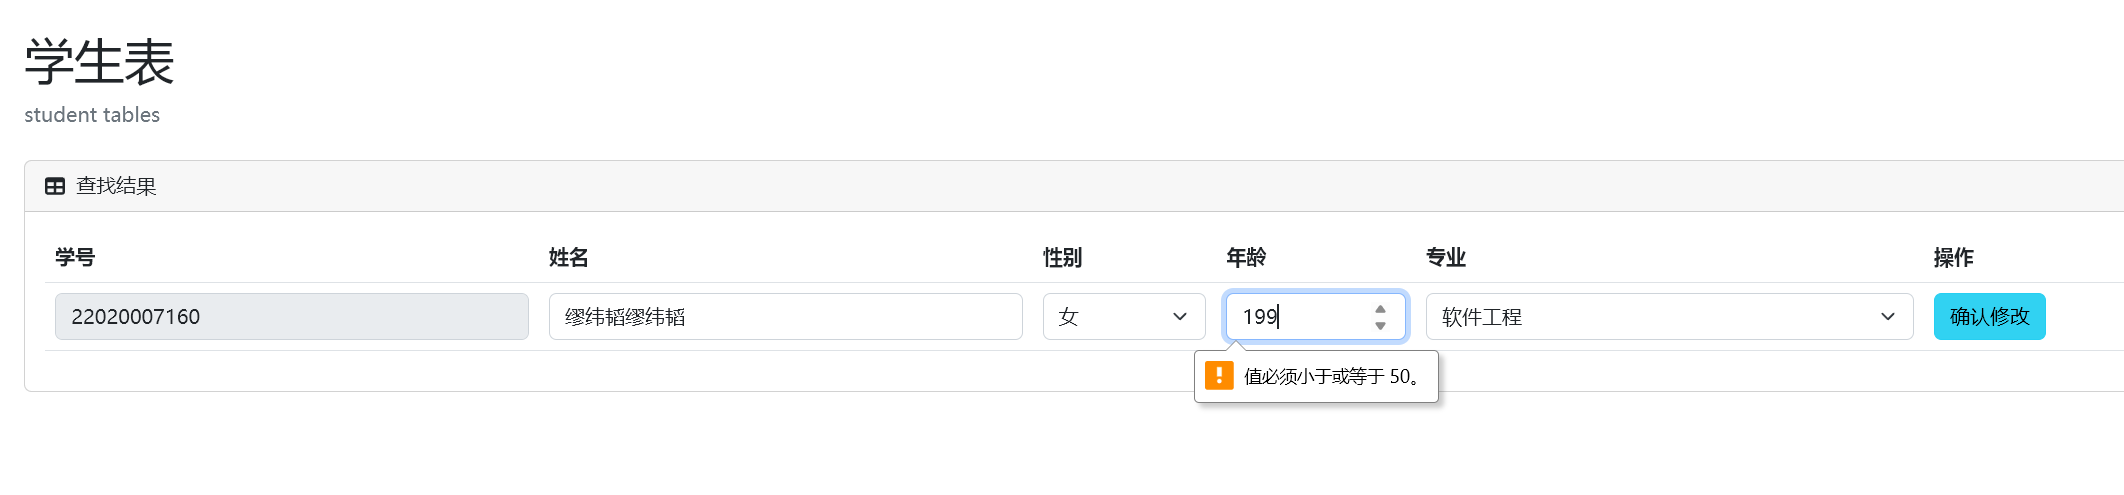 学生表
student tables
查找结果
学号 姓名 性别 年龄 专业 操作
22020007160 缪纬韬缪纬韬 女 199 软件工程 确认修改
值必须小于或等于 50。